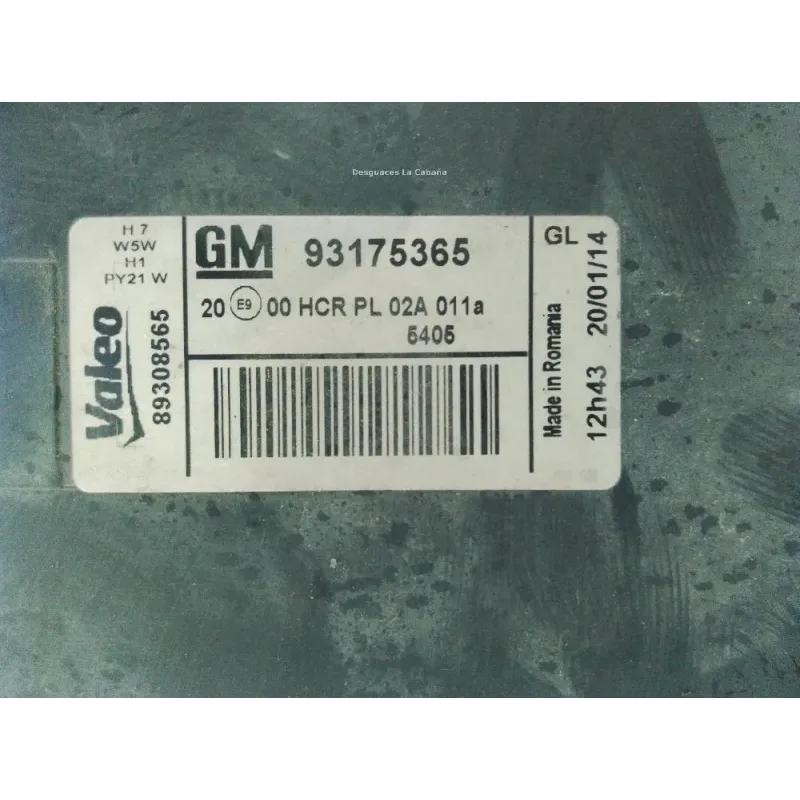 Desguaces La Cabaña
H 7
W5W
H1
PY21 W
Valeo
89308565
GM 93175365
20 E9 00 HCR PL 02A 011a
5405
GL
Made in Romania
12h43 20/01/14